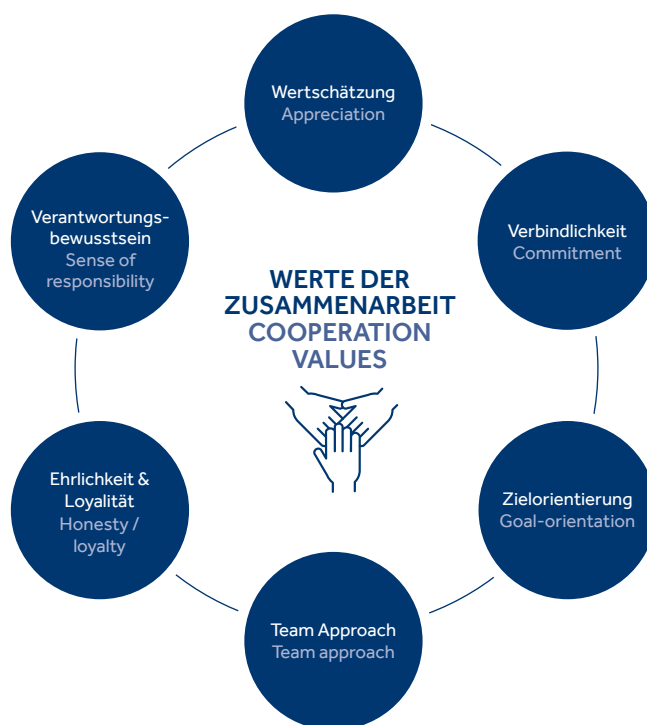 Wertschätzung
Appreciation
Verbindlichkeit
Commitment
Zielorientierung
Goal-orientation
Team Approach
Team approach
Ehrlichkeit &
Loyalität
Honesty /
loyalty
Verantwortungs-
bewusstsein
Sense of
responsibility
WERTE DER
ZUSAMMENARBEIT
COOPERATION
VALUES